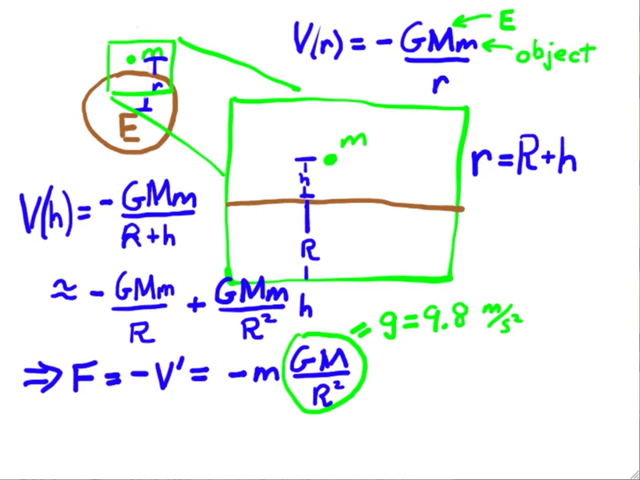 V(r) = - GMm / r
E
object
m
r
E
m
h
R
r = R + h
V(h) = - GMm / R + h
≈ - GMm / R + GMm / R² h
= g = 9.8 m/s²
⇒ F = - V' = - m GM / R²